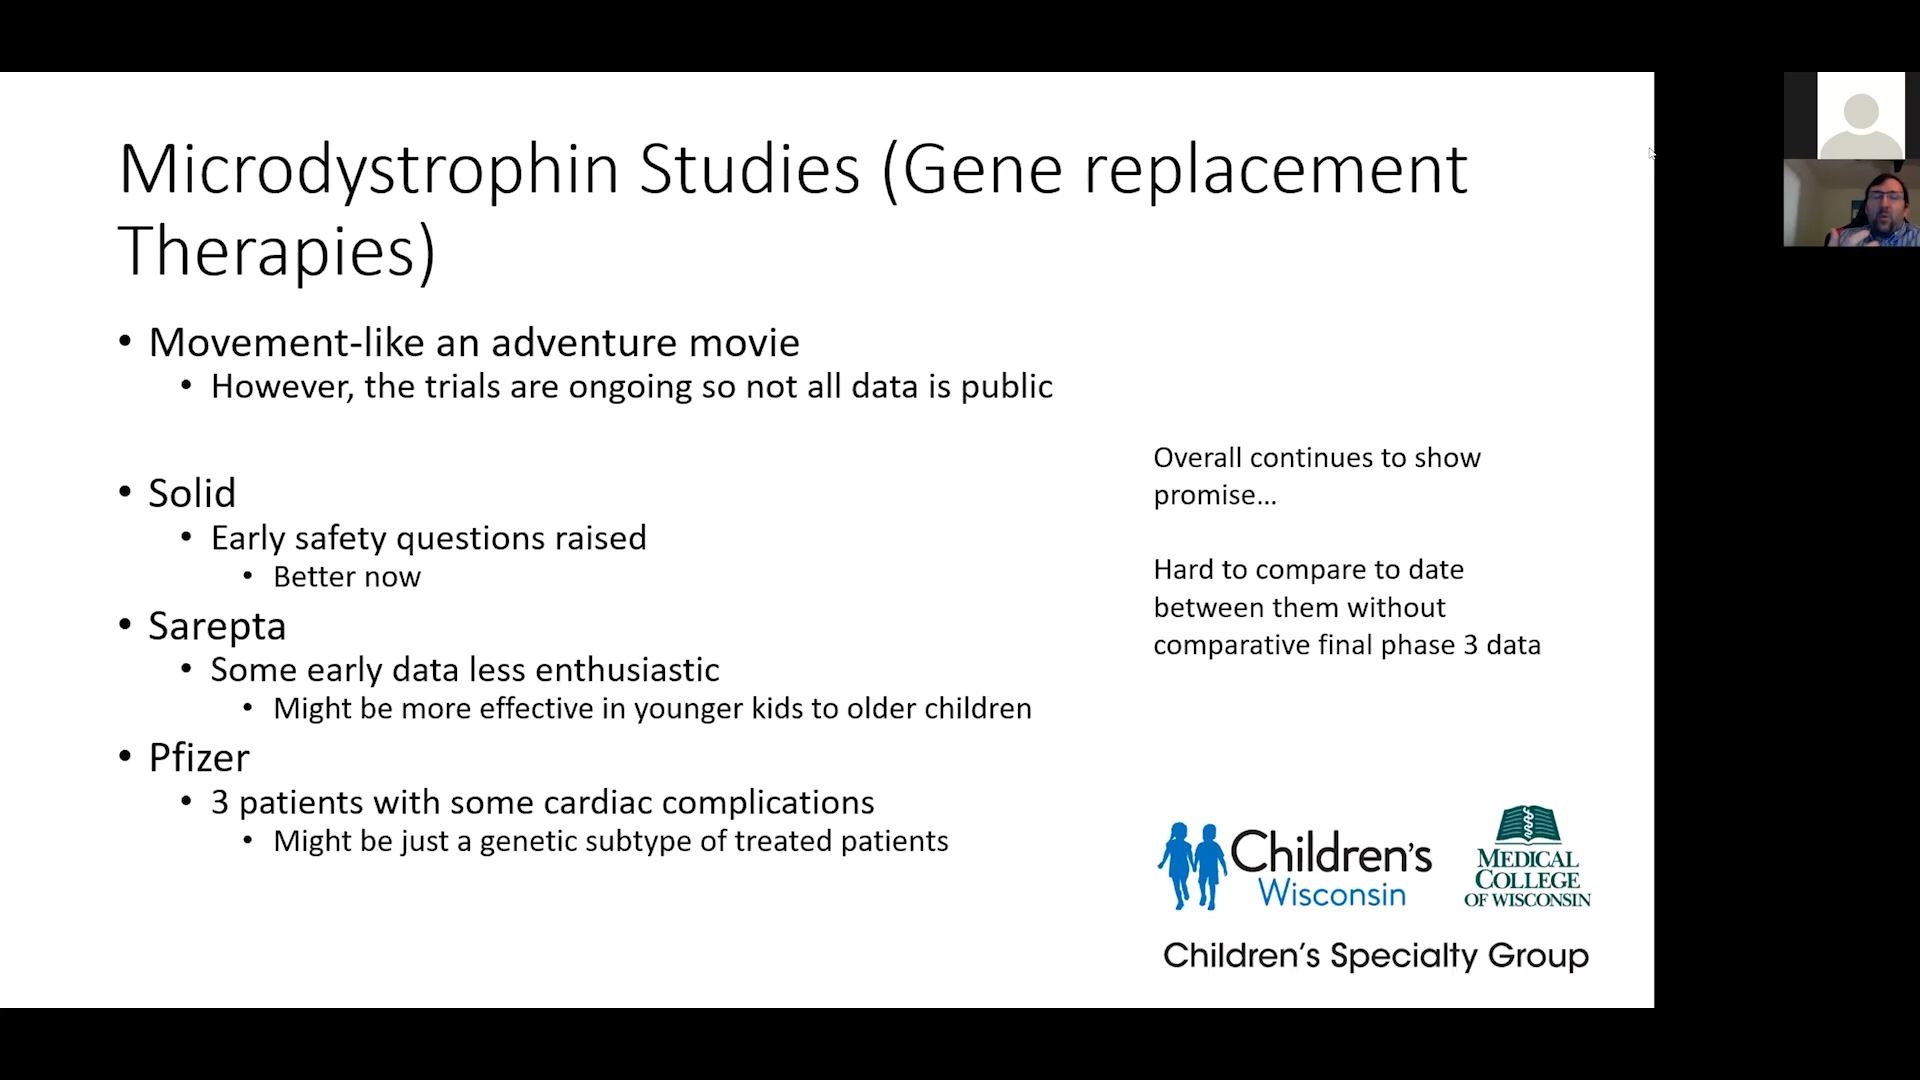 Microdystrophin Studies (Gene replacement
Therapies)
• Movement-like an adventure movie
• However, the trials are ongoing so not all data is public
• Solid
• Early safety questions raised
• Better now
• Sarepta
• Some early data less enthusiastic
• Might be more effective in younger kids to older children
• Pfizer
• 3 patients with some cardiac complications
• Might be just a genetic subtype of treated patients
Overall continues to show
promise...
Hard to compare to date
between them without
comparative final phase 3 data
Children's
Wisconsin
MEDICAL
COLLEGE
OF WISCONSIN
Children's Specialty Group